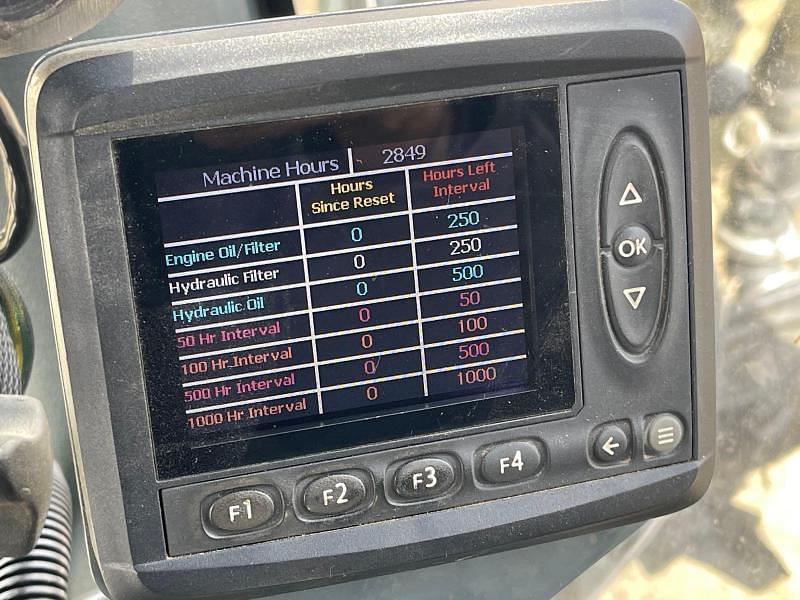 Machine Hours 2849
Hours Since Reset
Hours Left Interval
Engine Oil/Filter 0 250
Hydraulic Filter 0 250
Hydraulic Oil 0 500
50 Hr Interval 0 50
100 Hr Interval 0 100
500 Hr Interval 0 500
1000 Hr Interval 0 1000
OK
F1 F2 F3 F4